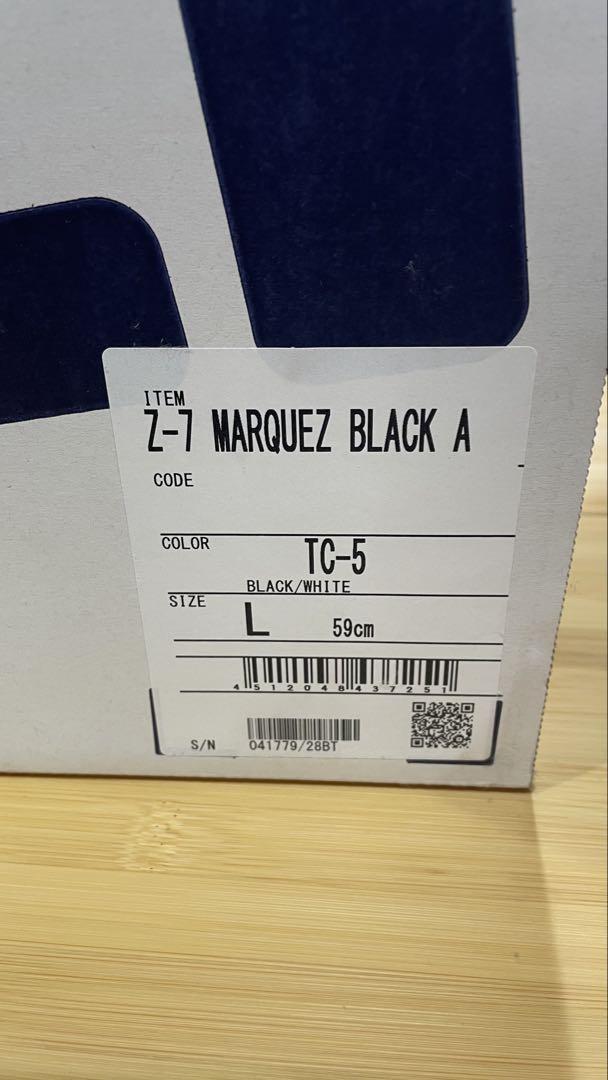 ITEM
Z-7 MARQUEZ BLACK A
CODE
COLOR
TC-5
BLACK/WHITE
SIZE
L 59cm
4512048437251
S/N 041779/28BT